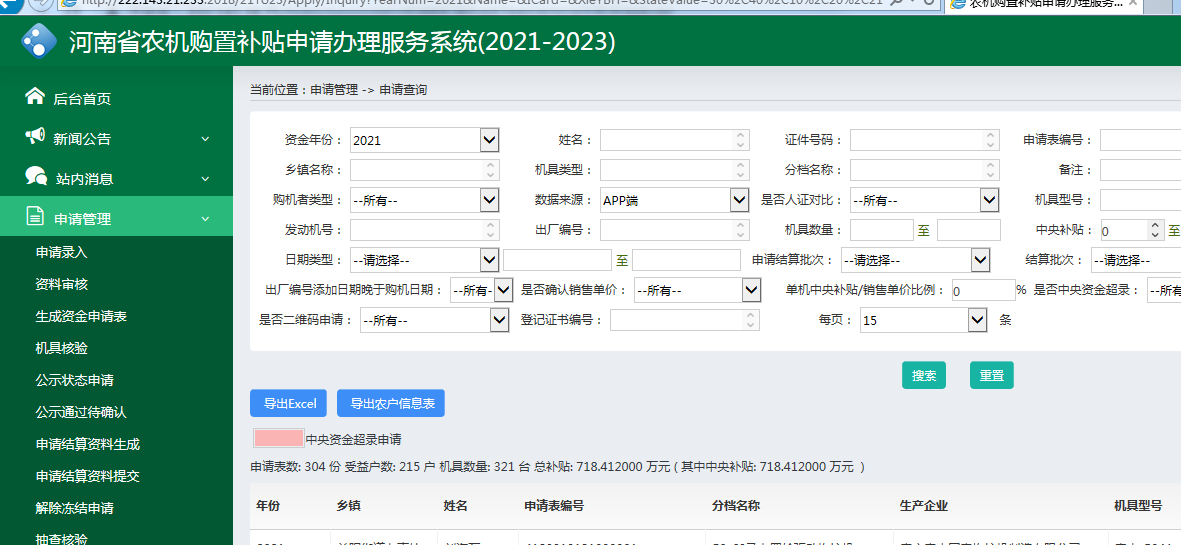 河南省农机购置补贴申请办理服务系统(2021-2023)
后台首页
新闻公告
站内消息
申请管理
申请录入
资料审核
生成资金申请表
机具核验
公示状态申请
公示通过待确认
申请结算资料生成
申请结算资料提交
解除冻结申请
抽查核验
当前位置：申请管理 -> 申请查询
资金年份： 2021 姓名： 证件号码： 申请表编号：
乡镇名称： 机具类型： 分档名称： 备注：
购机者类型： --所有-- 数据来源： APP端 是否人证对比： --所有-- 机具型号：
发动机号： 出厂编号： 机具数量： 至 中央补贴： 0 至
日期类型： --请选择-- 至 申请结算批次： --请选择-- 结算批次： --请选择--
出厂编号添加日期晚于购机日期： --所有- 是否确认销售单价： --所有-- 单机中央补贴/销售单价比例： 0 % 是否中央资金超录： --所有
是否二维码申请： --所有-- 登记证书编号： 每页： 15 条
搜索 重置
导出Excel 导出农户信息表
中央资金超录申请
申请表数: 304 份 受益户数: 215 户 机具数量: 321 台 总补贴: 718.412000 万元 ( 其中中央补贴: 718.412000 万元 )
年份 乡镇 姓名 申请表编号 分档名称 生产企业 机具型号